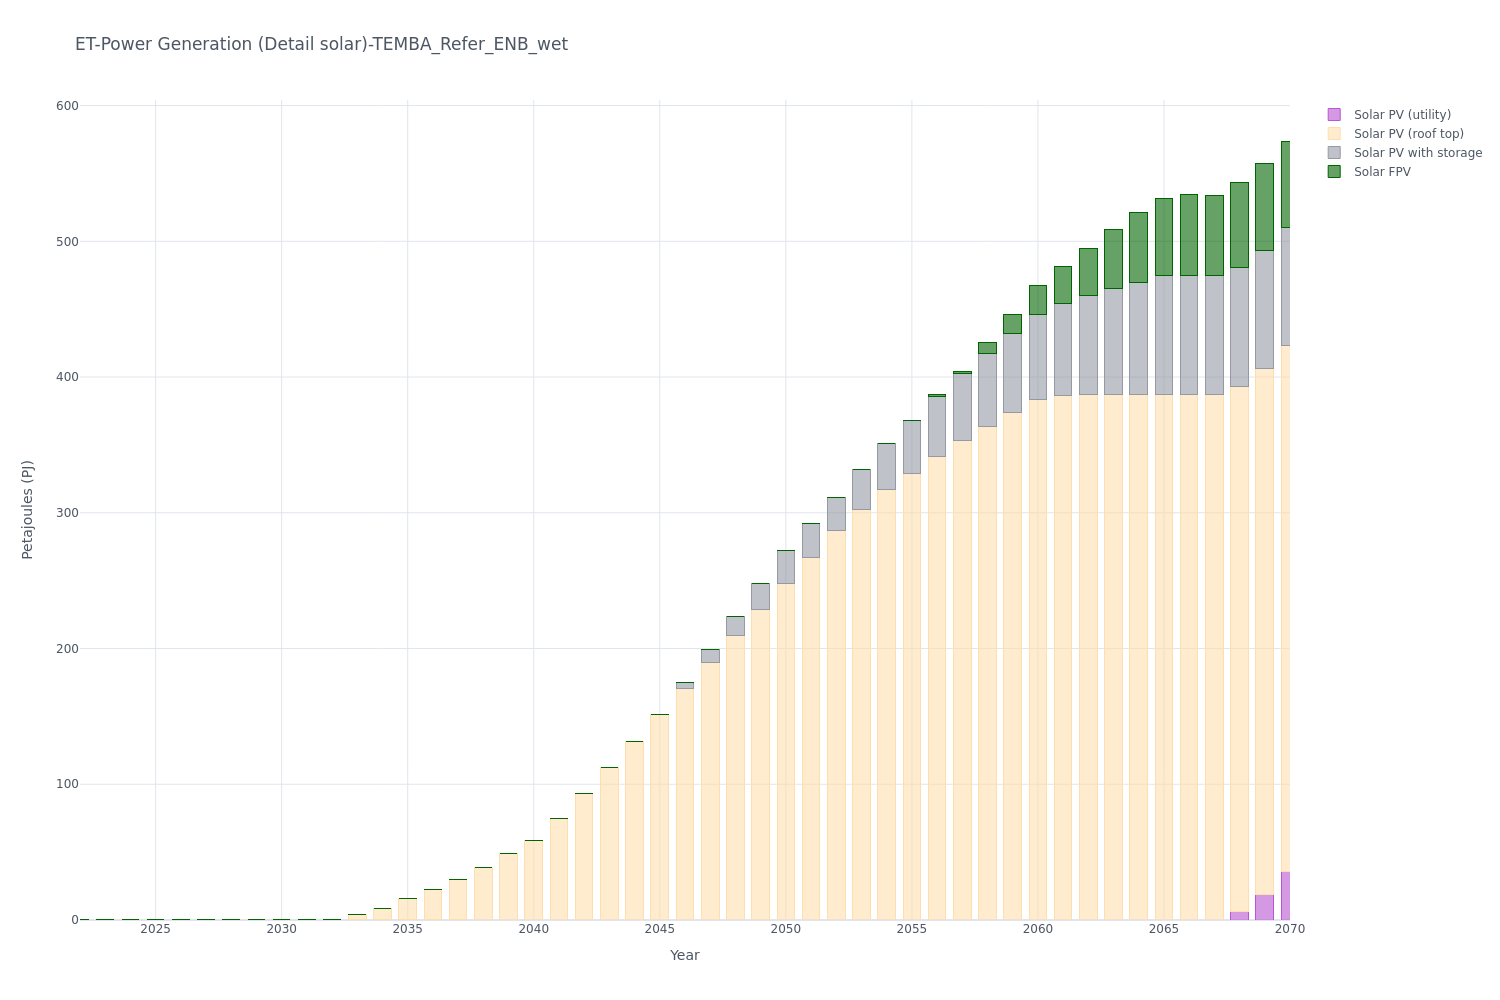 ET-Power Generation (Detail solar)-TEMBA_Refer_ENB_wet
Solar PV (utility)
Solar PV (roof top)
Solar PV with storage
Solar FPV
Petajoules (PJ)
600
500
400
300
200
100
0
2025 2030 2035 2040 2045 2050 2055 2060 2065 2070
Year